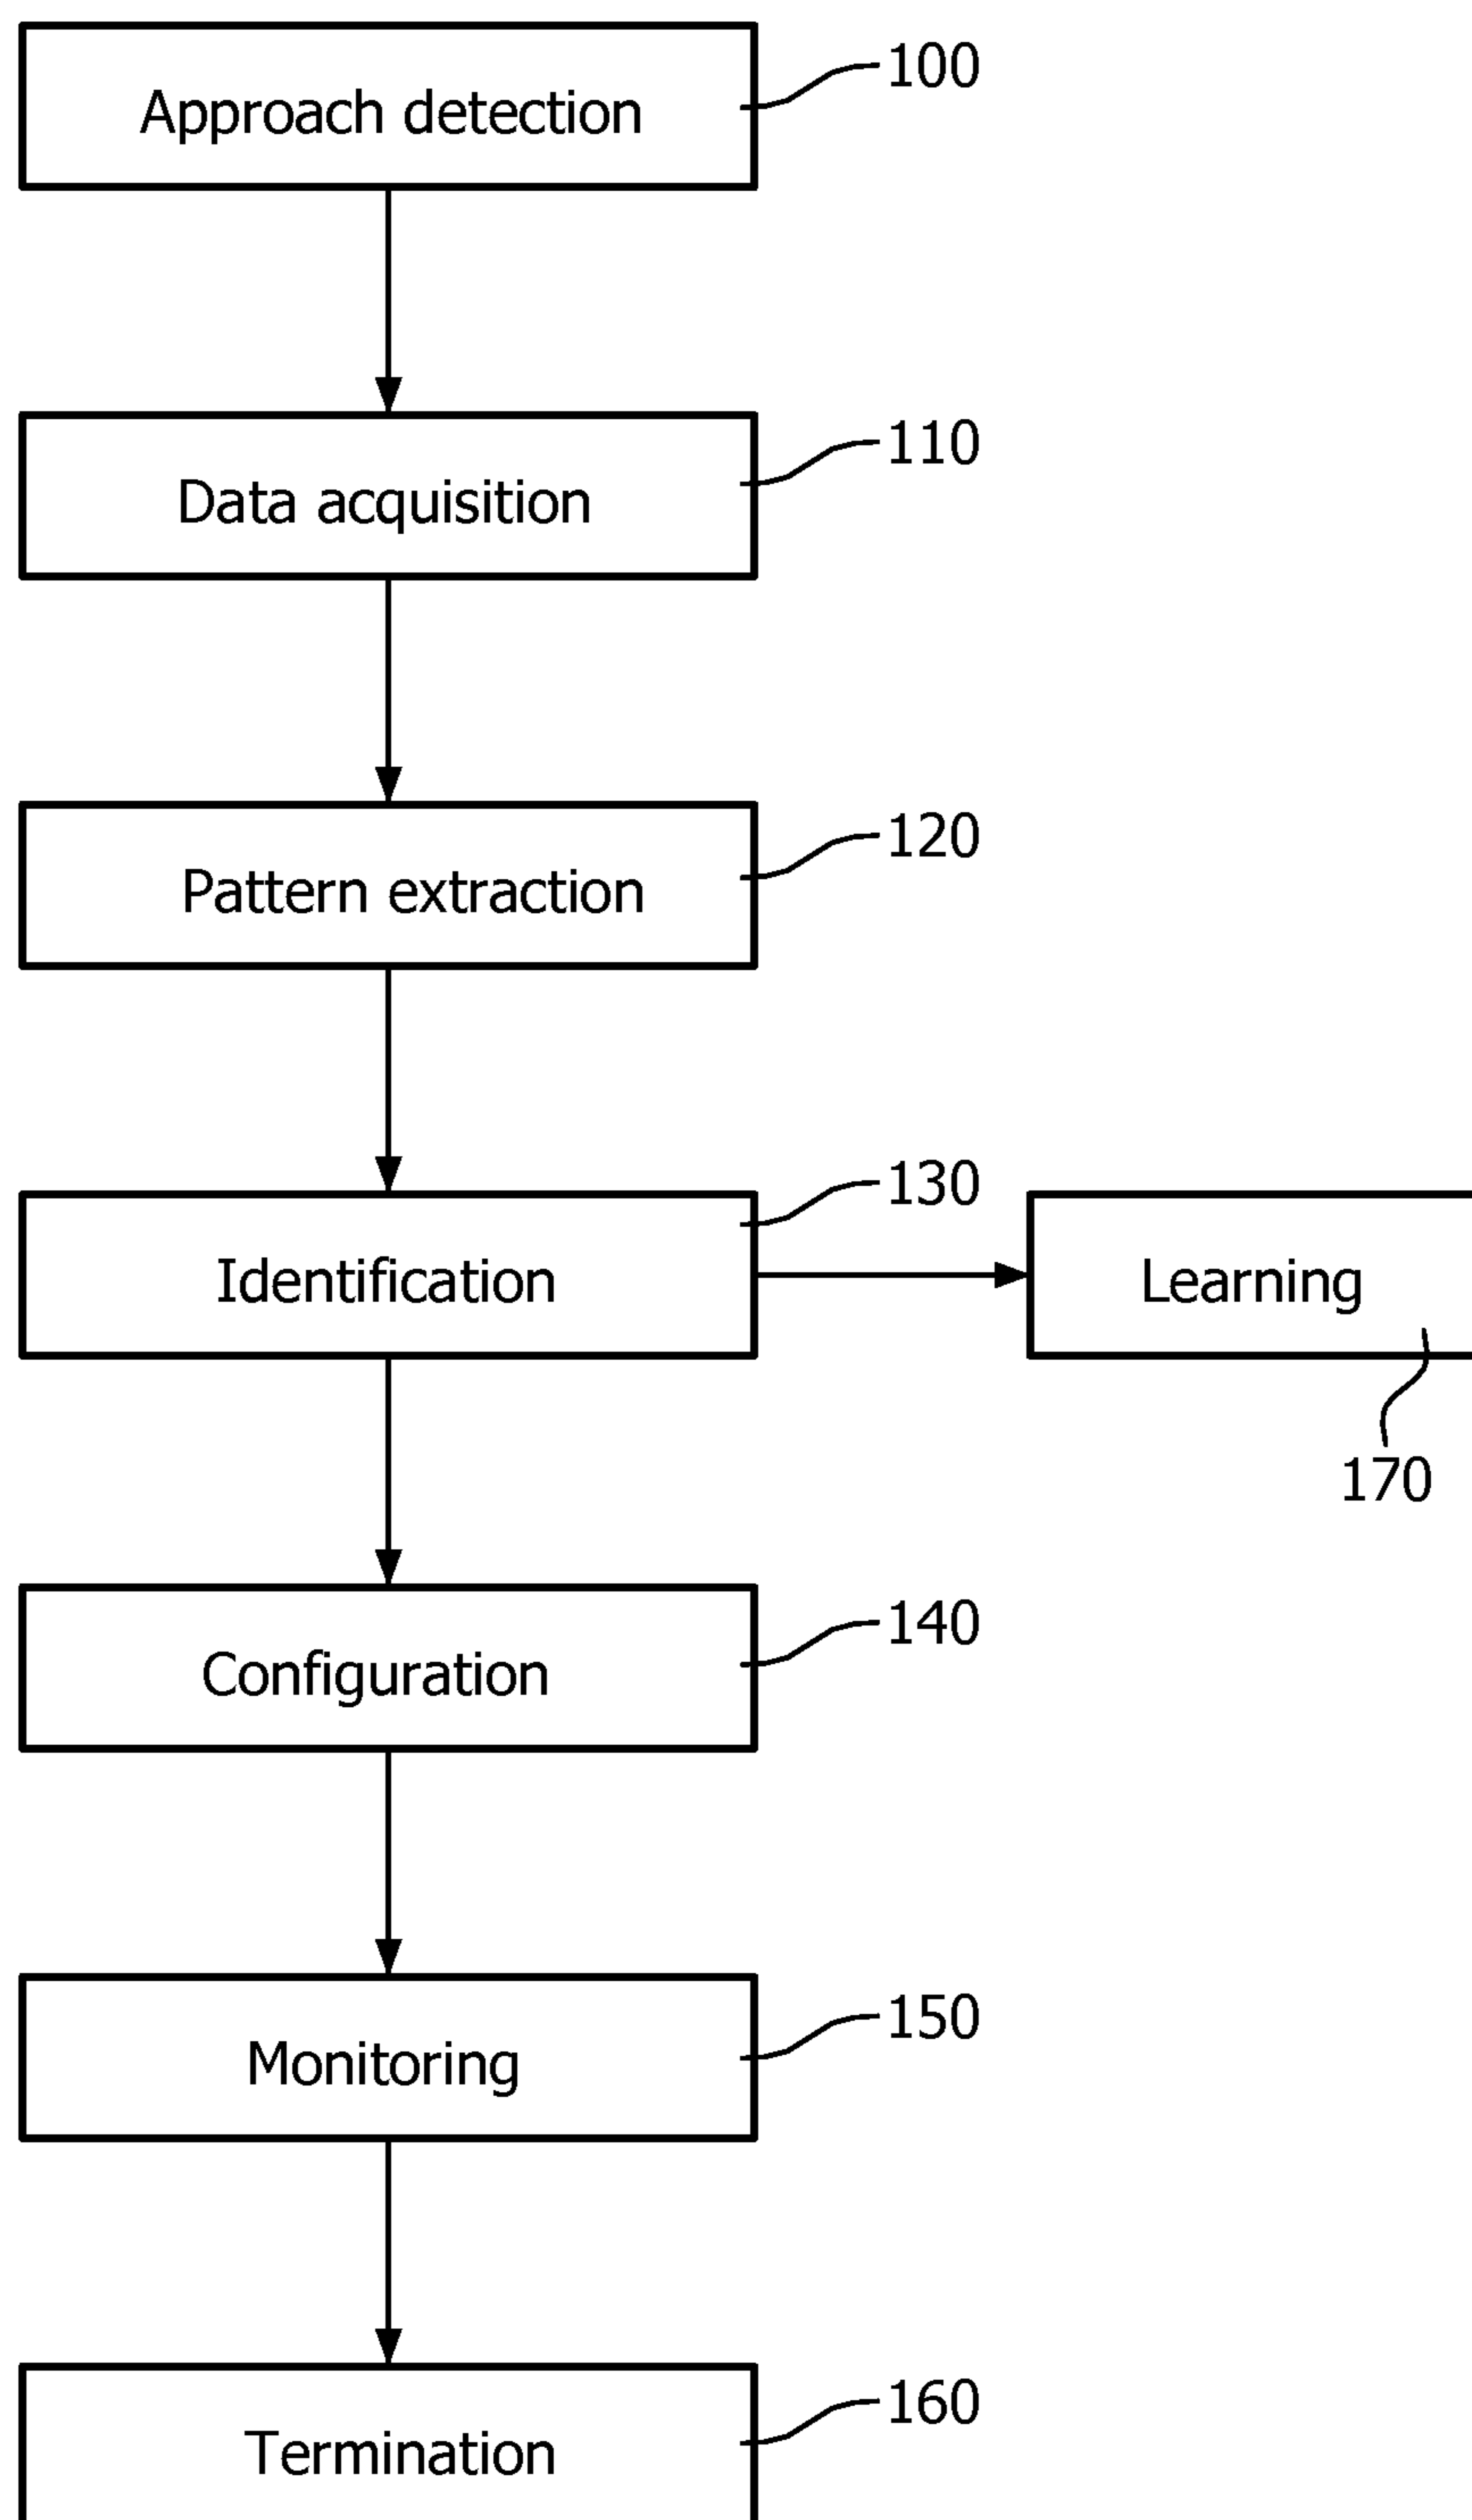 Approach detection
100
Data acquisition
110
Pattern extraction
120
Identification
130
Learning
170
Configuration
140
Monitoring
150
Termination
160